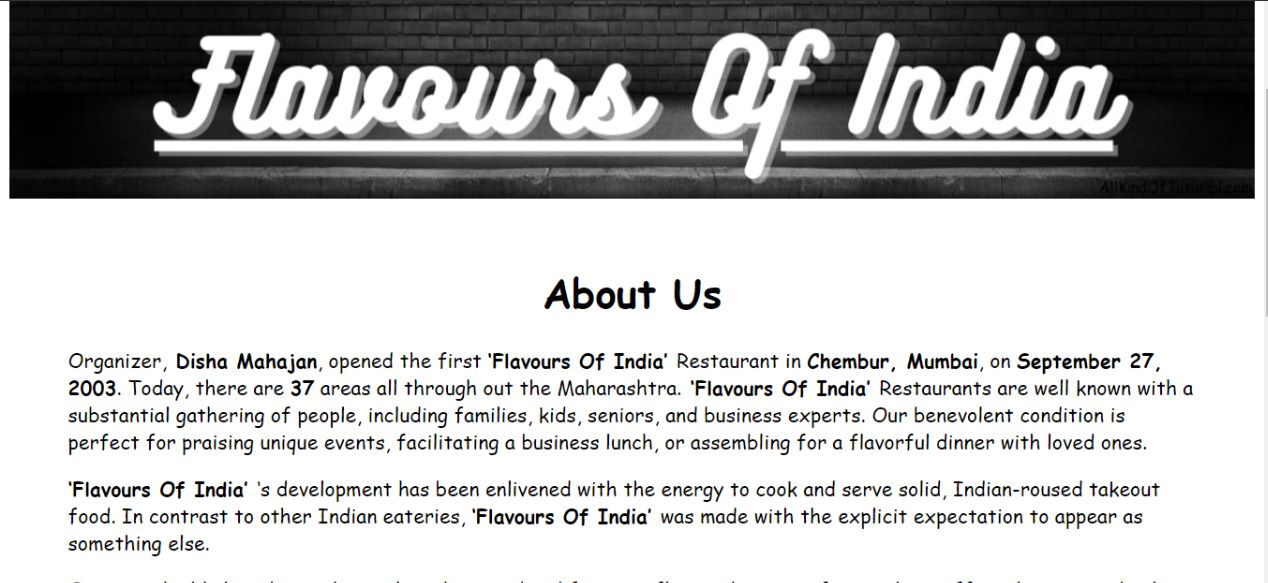 Flavours Of India
AllKindOfTutorial.com
About Us
Organizer, Disha Mahajan, opened the first ‘Flavours Of India’ Restaurant in Chembur, Mumbai, on September 27,
2003. Today, there are 37 areas all through out the Maharashtra. ‘Flavours Of India’ Restaurants are well known with a
substantial gathering of people, including families, kids, seniors, and business experts. Our benevolent condition is
perfect for praising unique events, facilitating a business lunch, or assembling for a flavorful dinner with loved ones.
‘Flavours Of India’ ‘s development has been enlivened with the energy to cook and serve solid, Indian-roused takeout
food. In contrast to other Indian eateries, ‘Flavours Of India’ was made with the explicit expectation to appear as
something else.